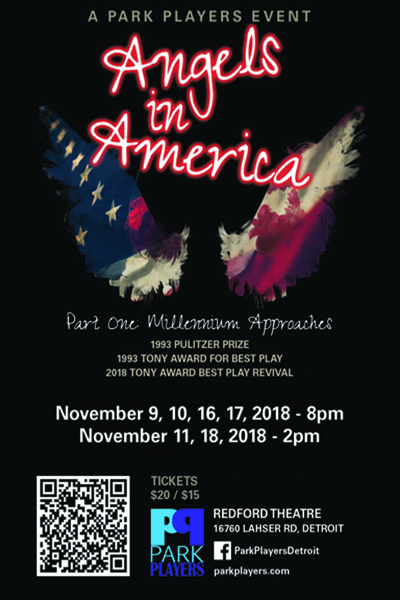 A PARK PLAYERS EVENT
Angels
in
America
Part One: Millennium Approaches
1993 PULITZER PRIZE
1993 TONY AWARD FOR BEST PLAY
2018 TONY AWARD BEST PLAY REVIVAL
November 9, 10, 16, 17, 2018 - 8pm
November 11, 18, 2018 - 2pm
TICKETS
$20 / $15
PP
PARK
PLAYERS
REDFORD THEATRE
16760 LAHSER RD, DETROIT
f ParkPlayersDetroit
parkplayers.com